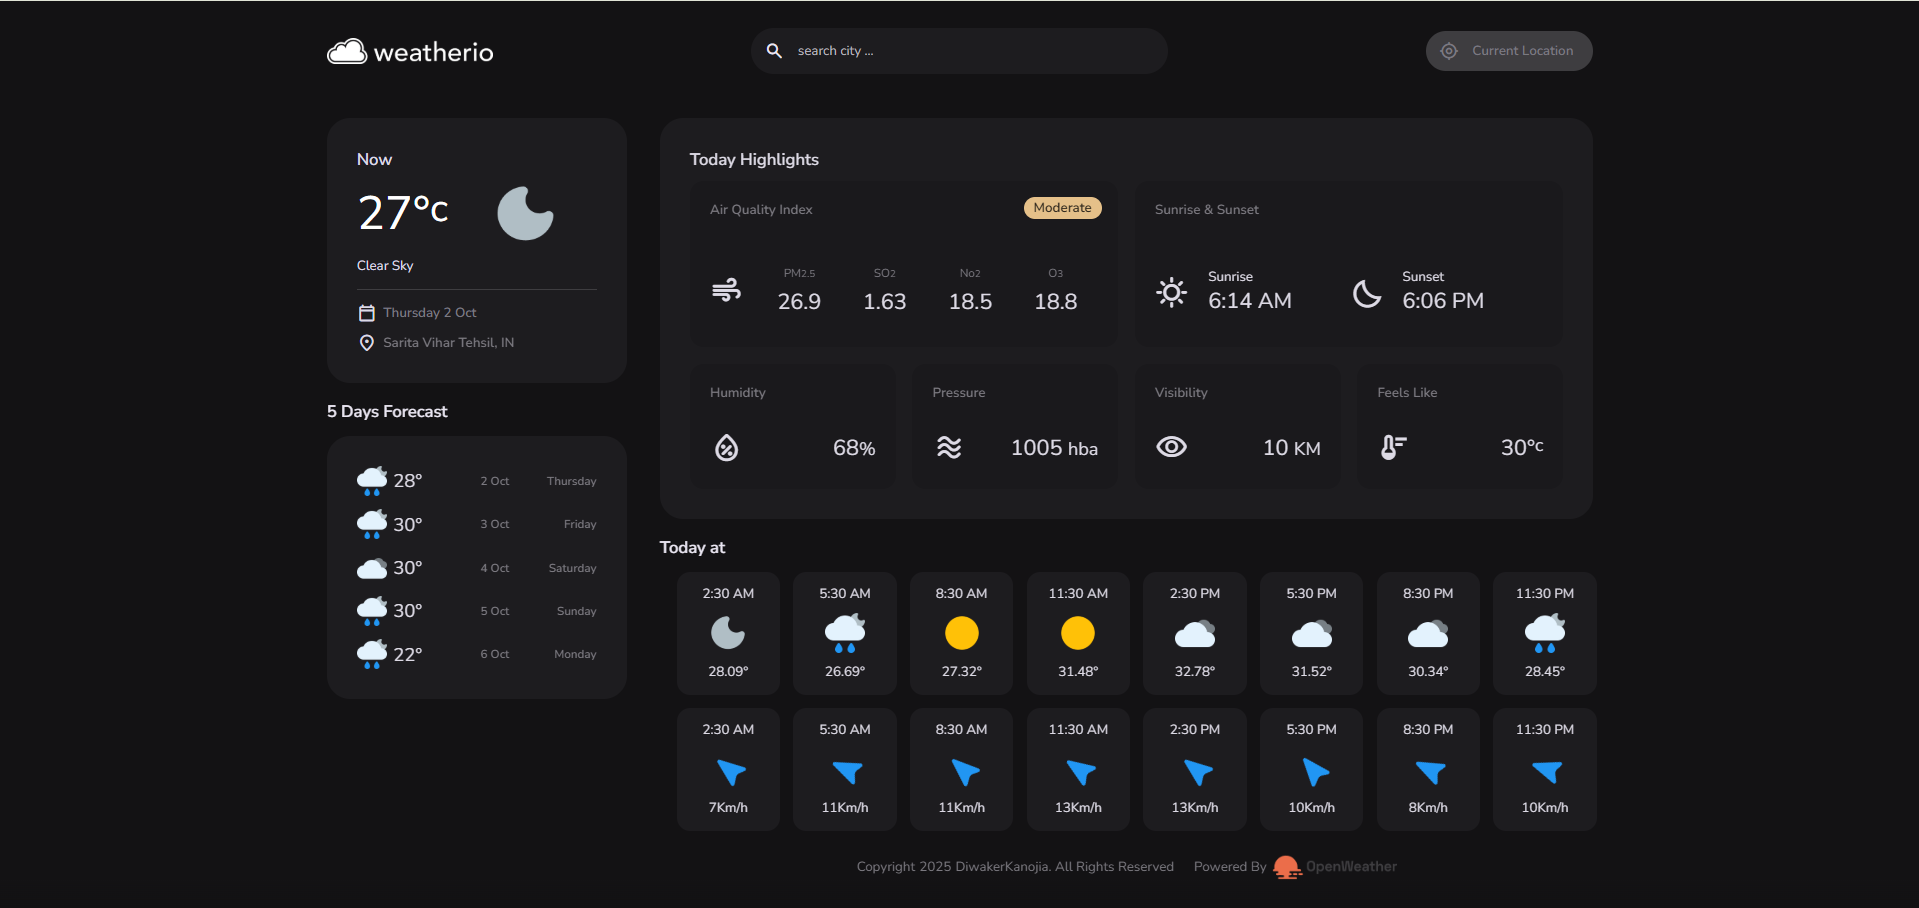 weatherio
search city ...
Current Location
Now
27°c
Clear Sky
Thursday 2 Oct
Sarita Vihar Tehsil, IN
5 Days Forecast
28° 2 Oct Thursday
30° 3 Oct Friday
30° 4 Oct Saturday
30° 5 Oct Sunday
22° 6 Oct Monday
Today Highlights
Air Quality Index
Moderate
PM2.5 SO2 No2 O3
26.9 1.63 18.5 18.8
Sunrise & Sunset
Sunrise
6:14 AM
Sunset
6:06 PM
Humidity
68%
Pressure
1005 hba
Visibility
10 KM
Feels Like
30°c
Today at
2:30 AM 5:30 AM 8:30 AM 11:30 AM 2:30 PM 5:30 PM 8:30 PM 11:30 PM
28.09° 26.69° 27.32° 31.48° 32.78° 31.52° 30.34° 28.45°
2:30 AM 5:30 AM 8:30 AM 11:30 AM 2:30 PM 5:30 PM 8:30 PM 11:30 PM
7Km/h 11Km/h 11Km/h 13Km/h 13Km/h 10Km/h 8Km/h 10Km/h
Copyright 2025 DiwakerKanojia. All Rights Reserved Powered By OpenWeather